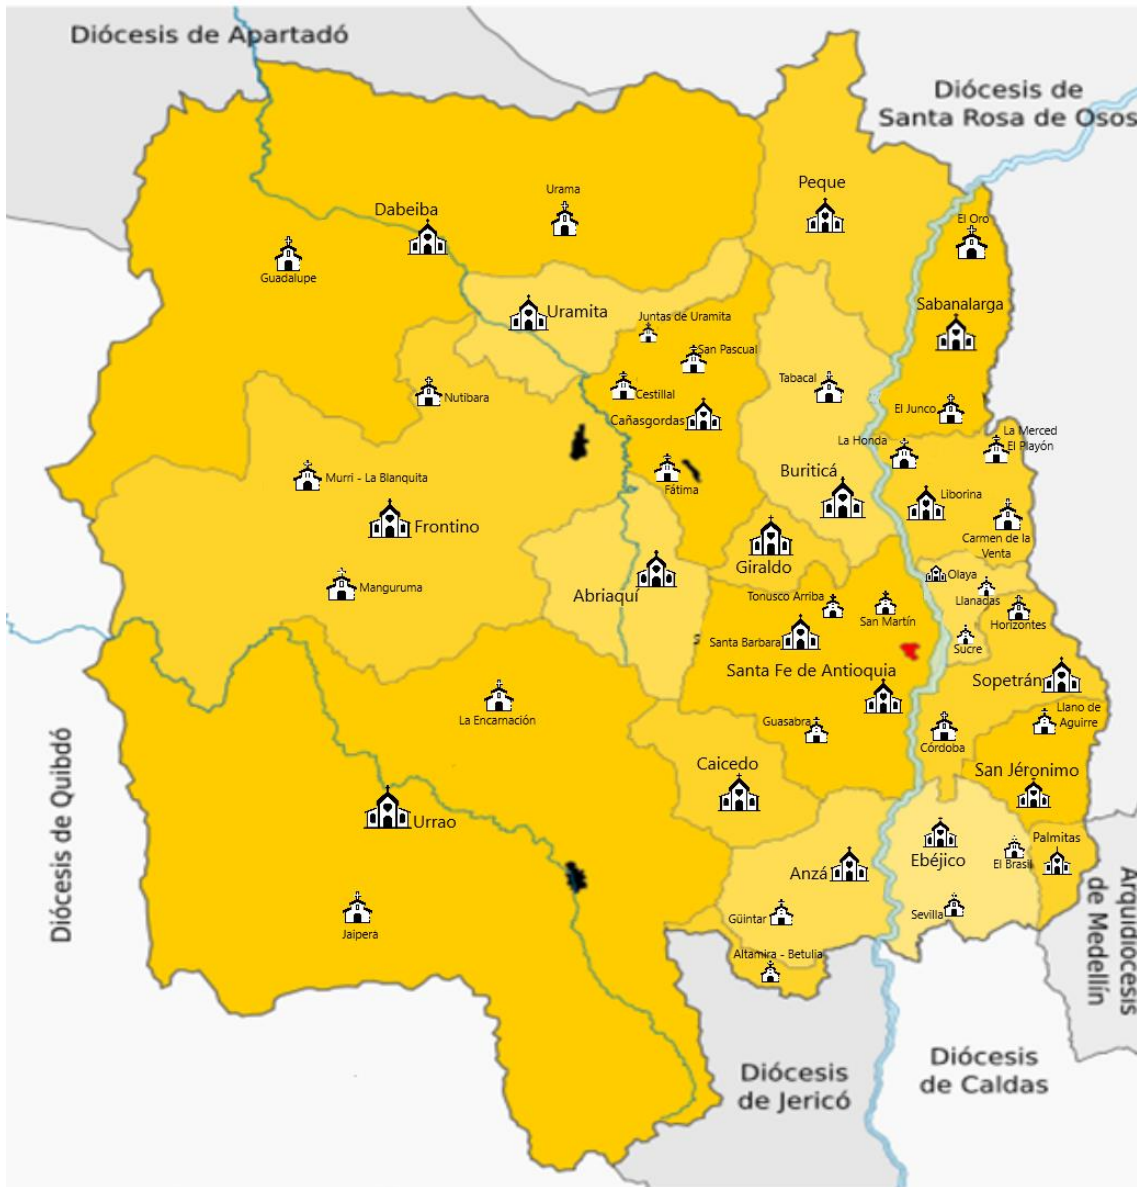 Diócesis de Apartadó
Diócesis de
Santa Rosa de Osos
Peque
Urama
Dabeiba
El Oro
Guadalupe
Sabanalarga
Uramita
Juntas de Uramita
San Pascual
Tabacal
Cestillal
Nutibara
Cañasgordas
El Junco
La Merced
El Playón
La Honda
Murri - La Blanquita
Fátima
Buriticá
Liborina
Frontino
Carmen de la
Venta
Giraldo
Olaya
Manguruma
Abriaquí
Tonusco Arriba
Llanadas
San Martín
Horizontes
Santa Barbara
Sucre
Santa Fe de Antioquia
Sopetrán
La Encarnación
Guasabra
Llano de
Aguirre
Córdoba
Caicedo
San Jéronimo
Diócesis de Quibdó
Urrao
Ebéjico
Palmitas
El Brasil
Anzá
Arquidiócesis
de Medellín
Jaipera
Güintar
Sevilla
Altamira - Betulia
Diócesis
de Jericó
Diócesis
de Caldas